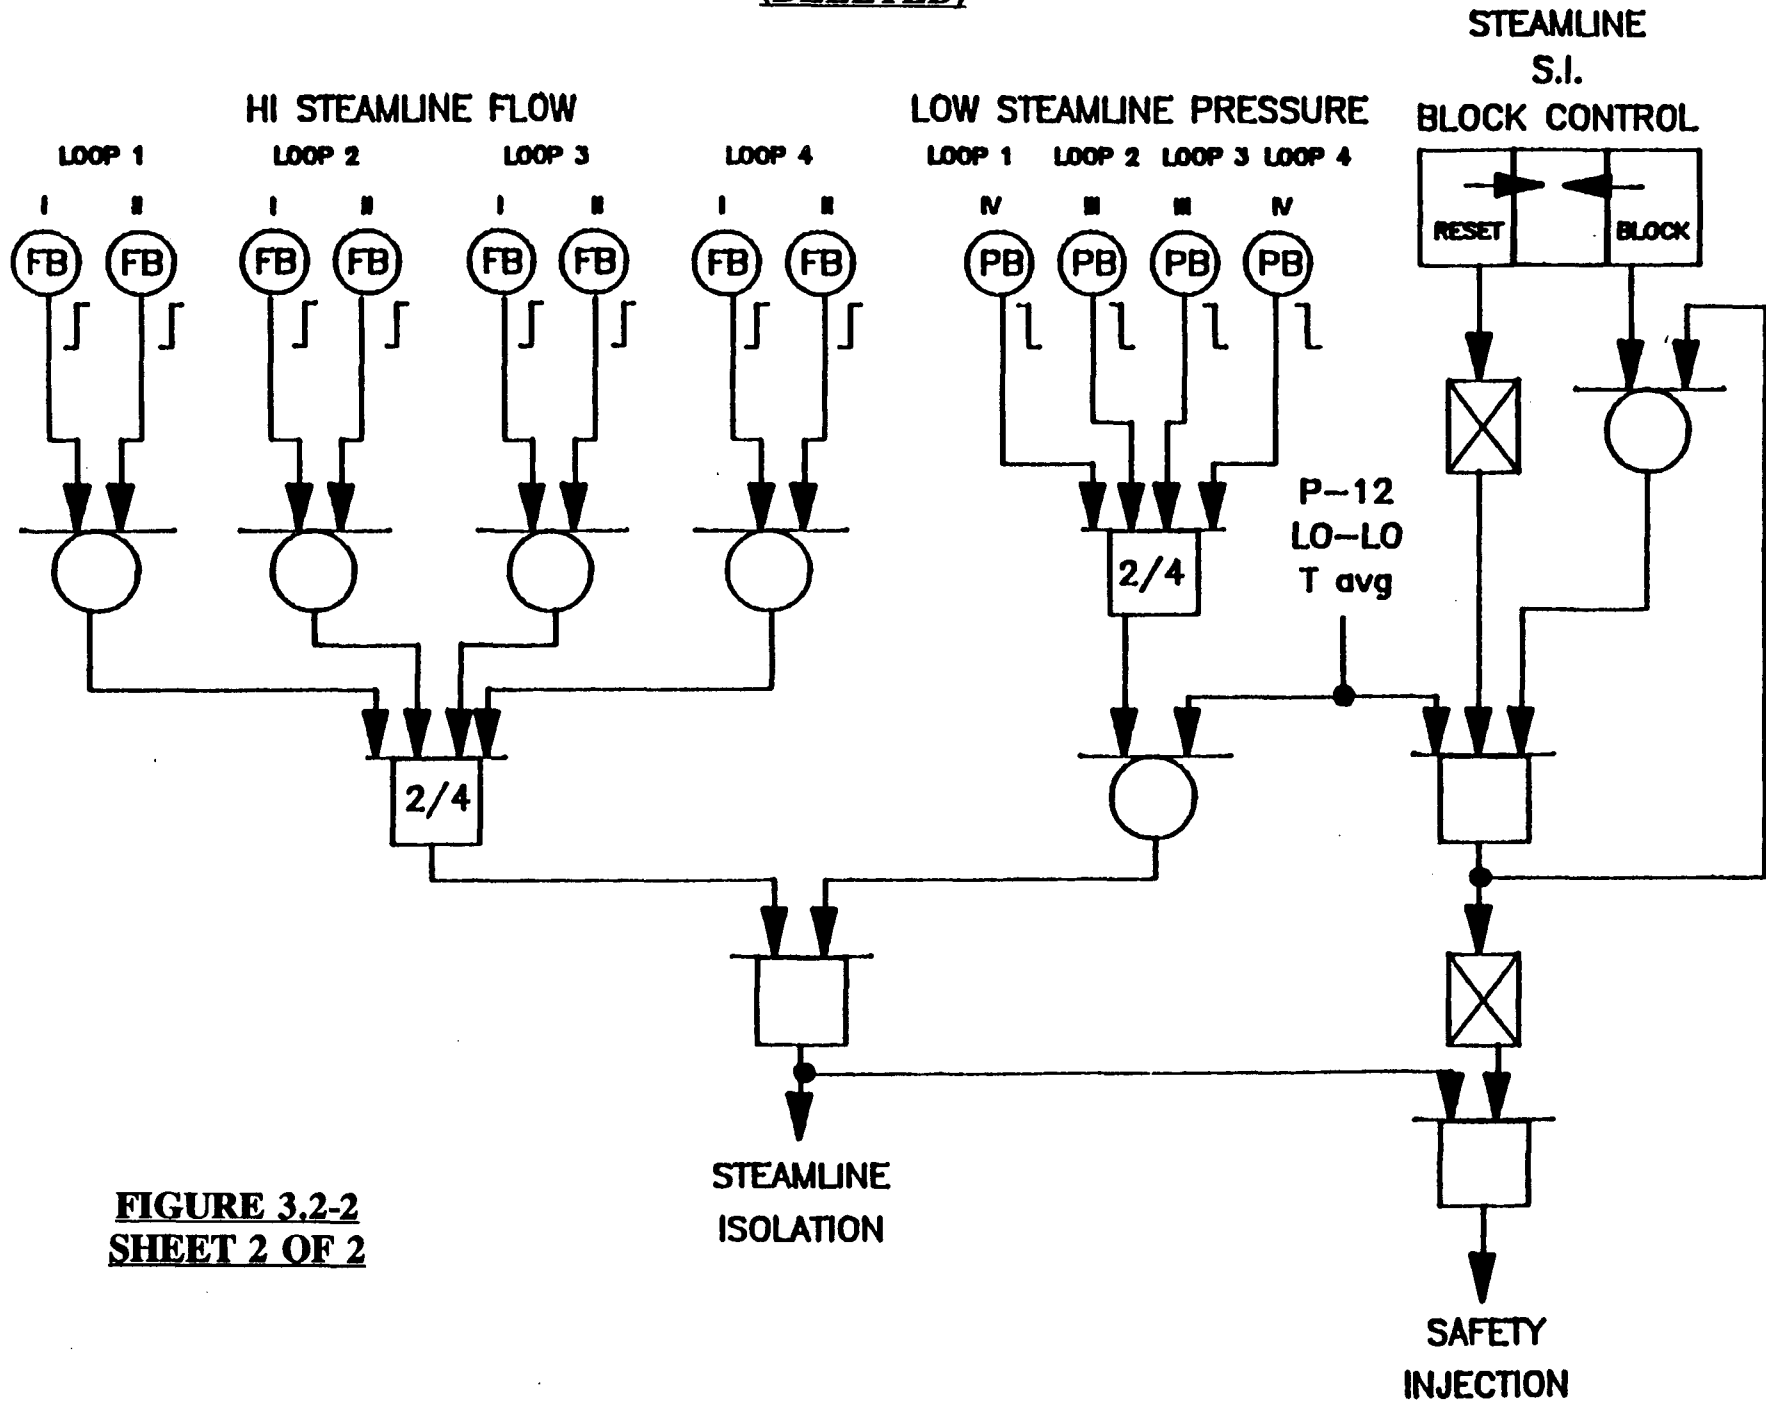 STEAMLINE
S.I.
BLOCK CONTROL
HI STEAMLINE FLOW
LOW STEAMLINE PRESSURE
LOOP 1 LOOP 2 LOOP 3 LOOP 4
LOOP 1 LOOP 2 LOOP 3 LOOP 4
I II I II I II I II
IV III III IV
FB FB FB FB FB FB FB FB
PB PB PB PB
RESET BLOCK
P-12
LO-LO
T avg
2/4
2/4
STEAMLINE
ISOLATION
FIGURE 3.2-2
SHEET 2 OF 2
SAFETY
INJECTION